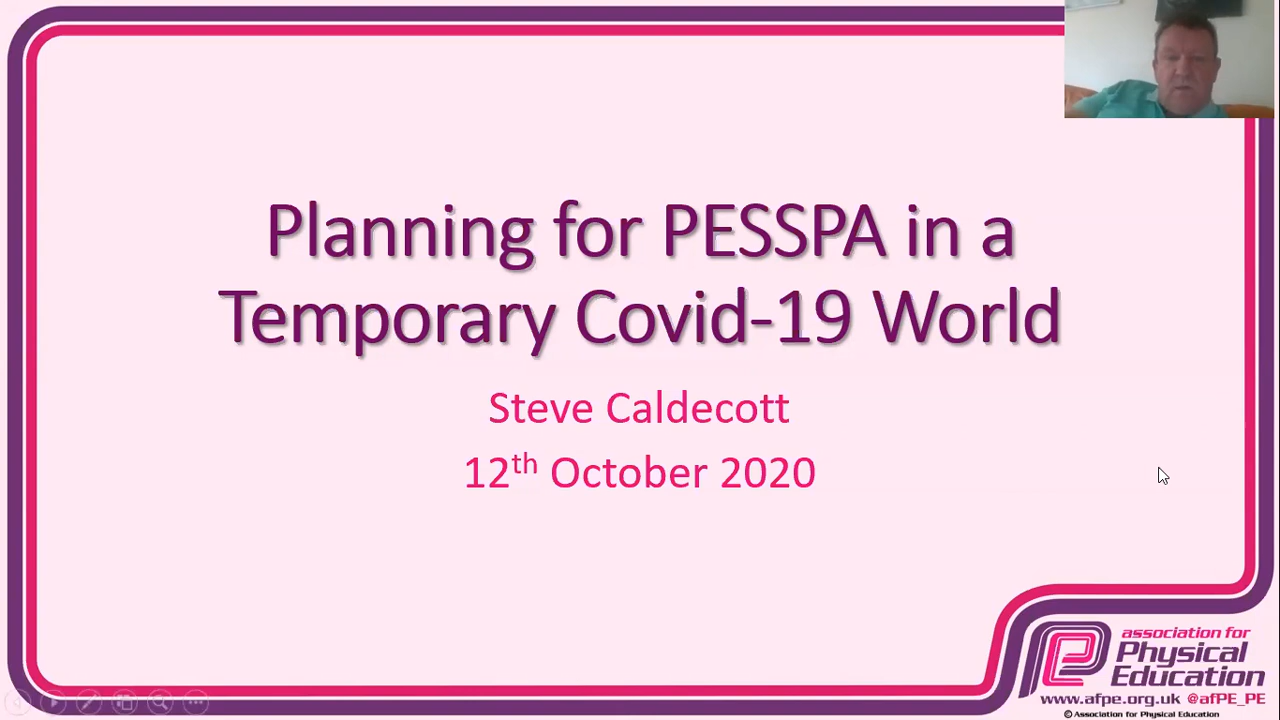 Planning for PESSPA in a
Temporary Covid-19 World
Steve Caldecott
12th October 2020
association for
Physical
Education
www.afpe.org.uk @afPE_PE
© Association for Physical Education